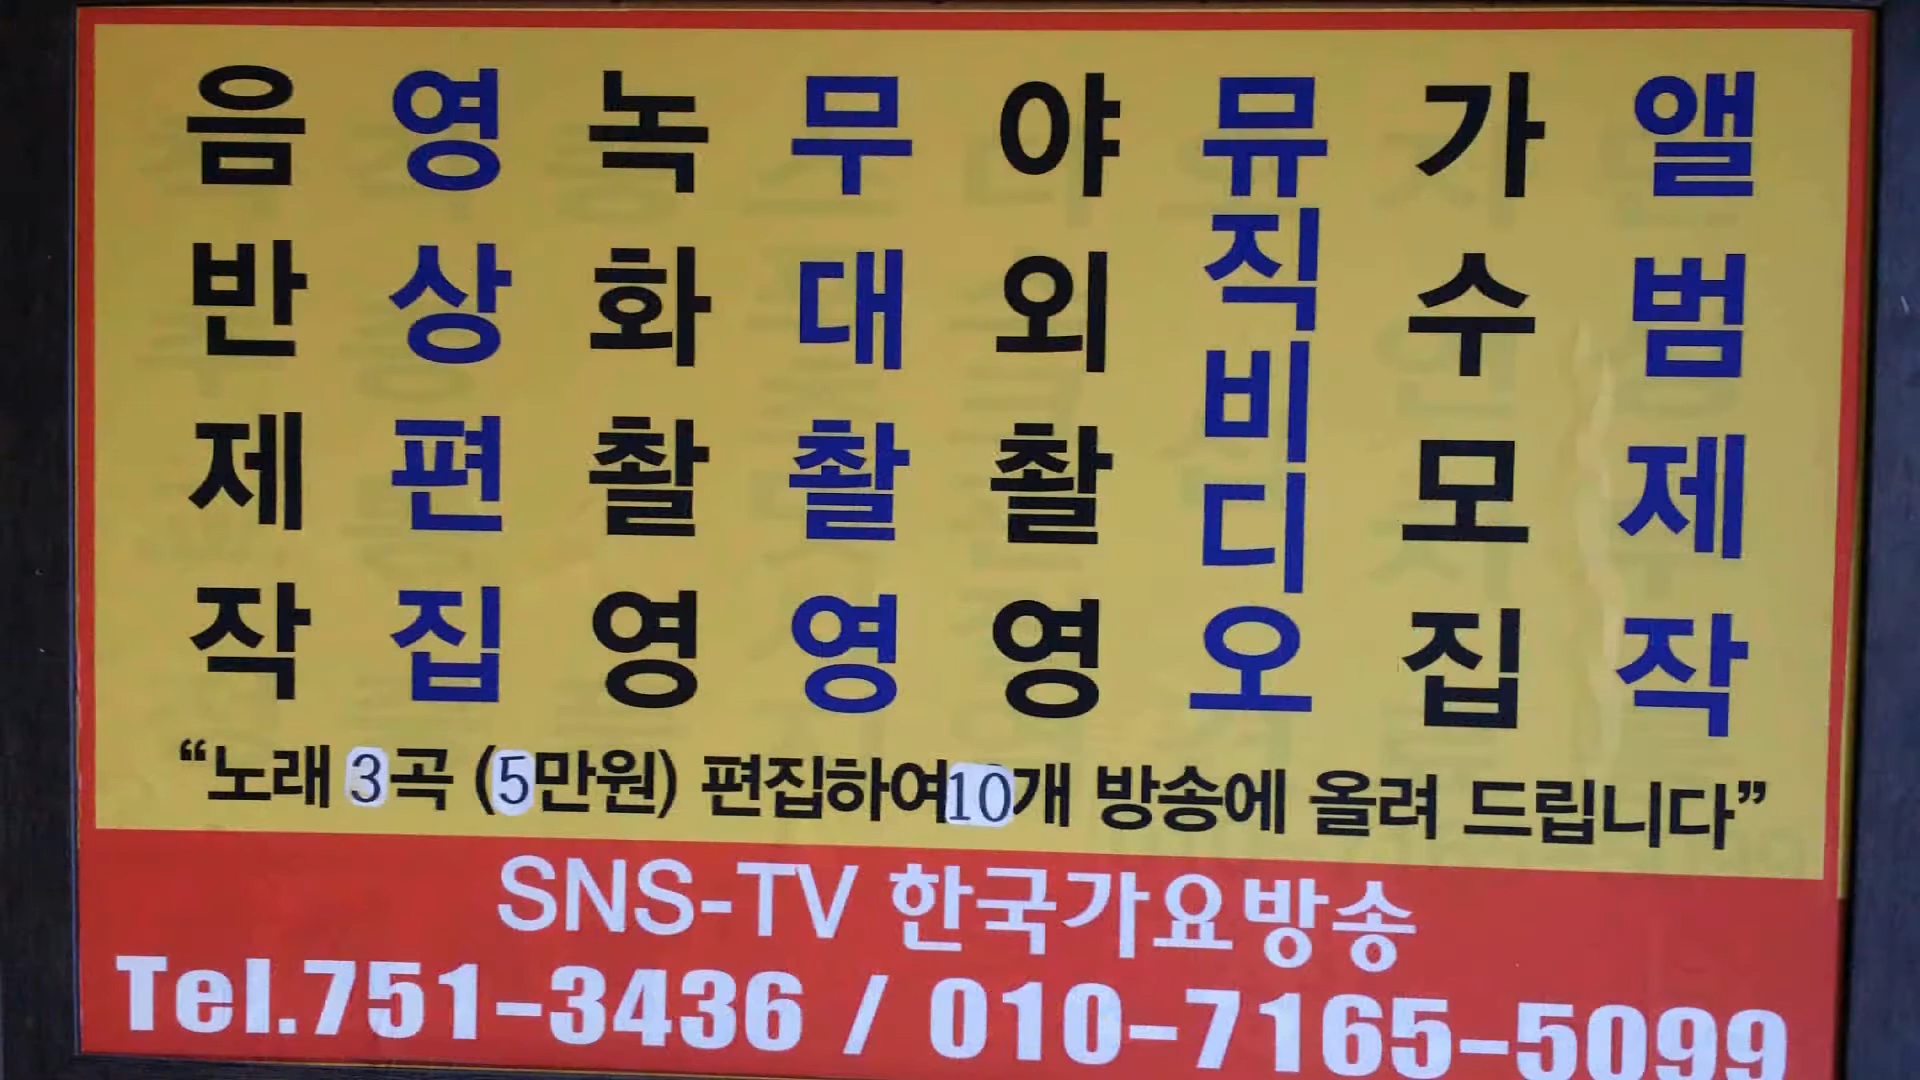 음반제작
영상편집
녹화촬영
무대촬영
야외촬영
뮤직비디오
가수모집
앨범제작
“노래 3곡 (5만원) 편집하여 10개 방송에 올려 드립니다”
SNS-TV 한국가요방송
Tel.751-3436 / 010-7165-5099